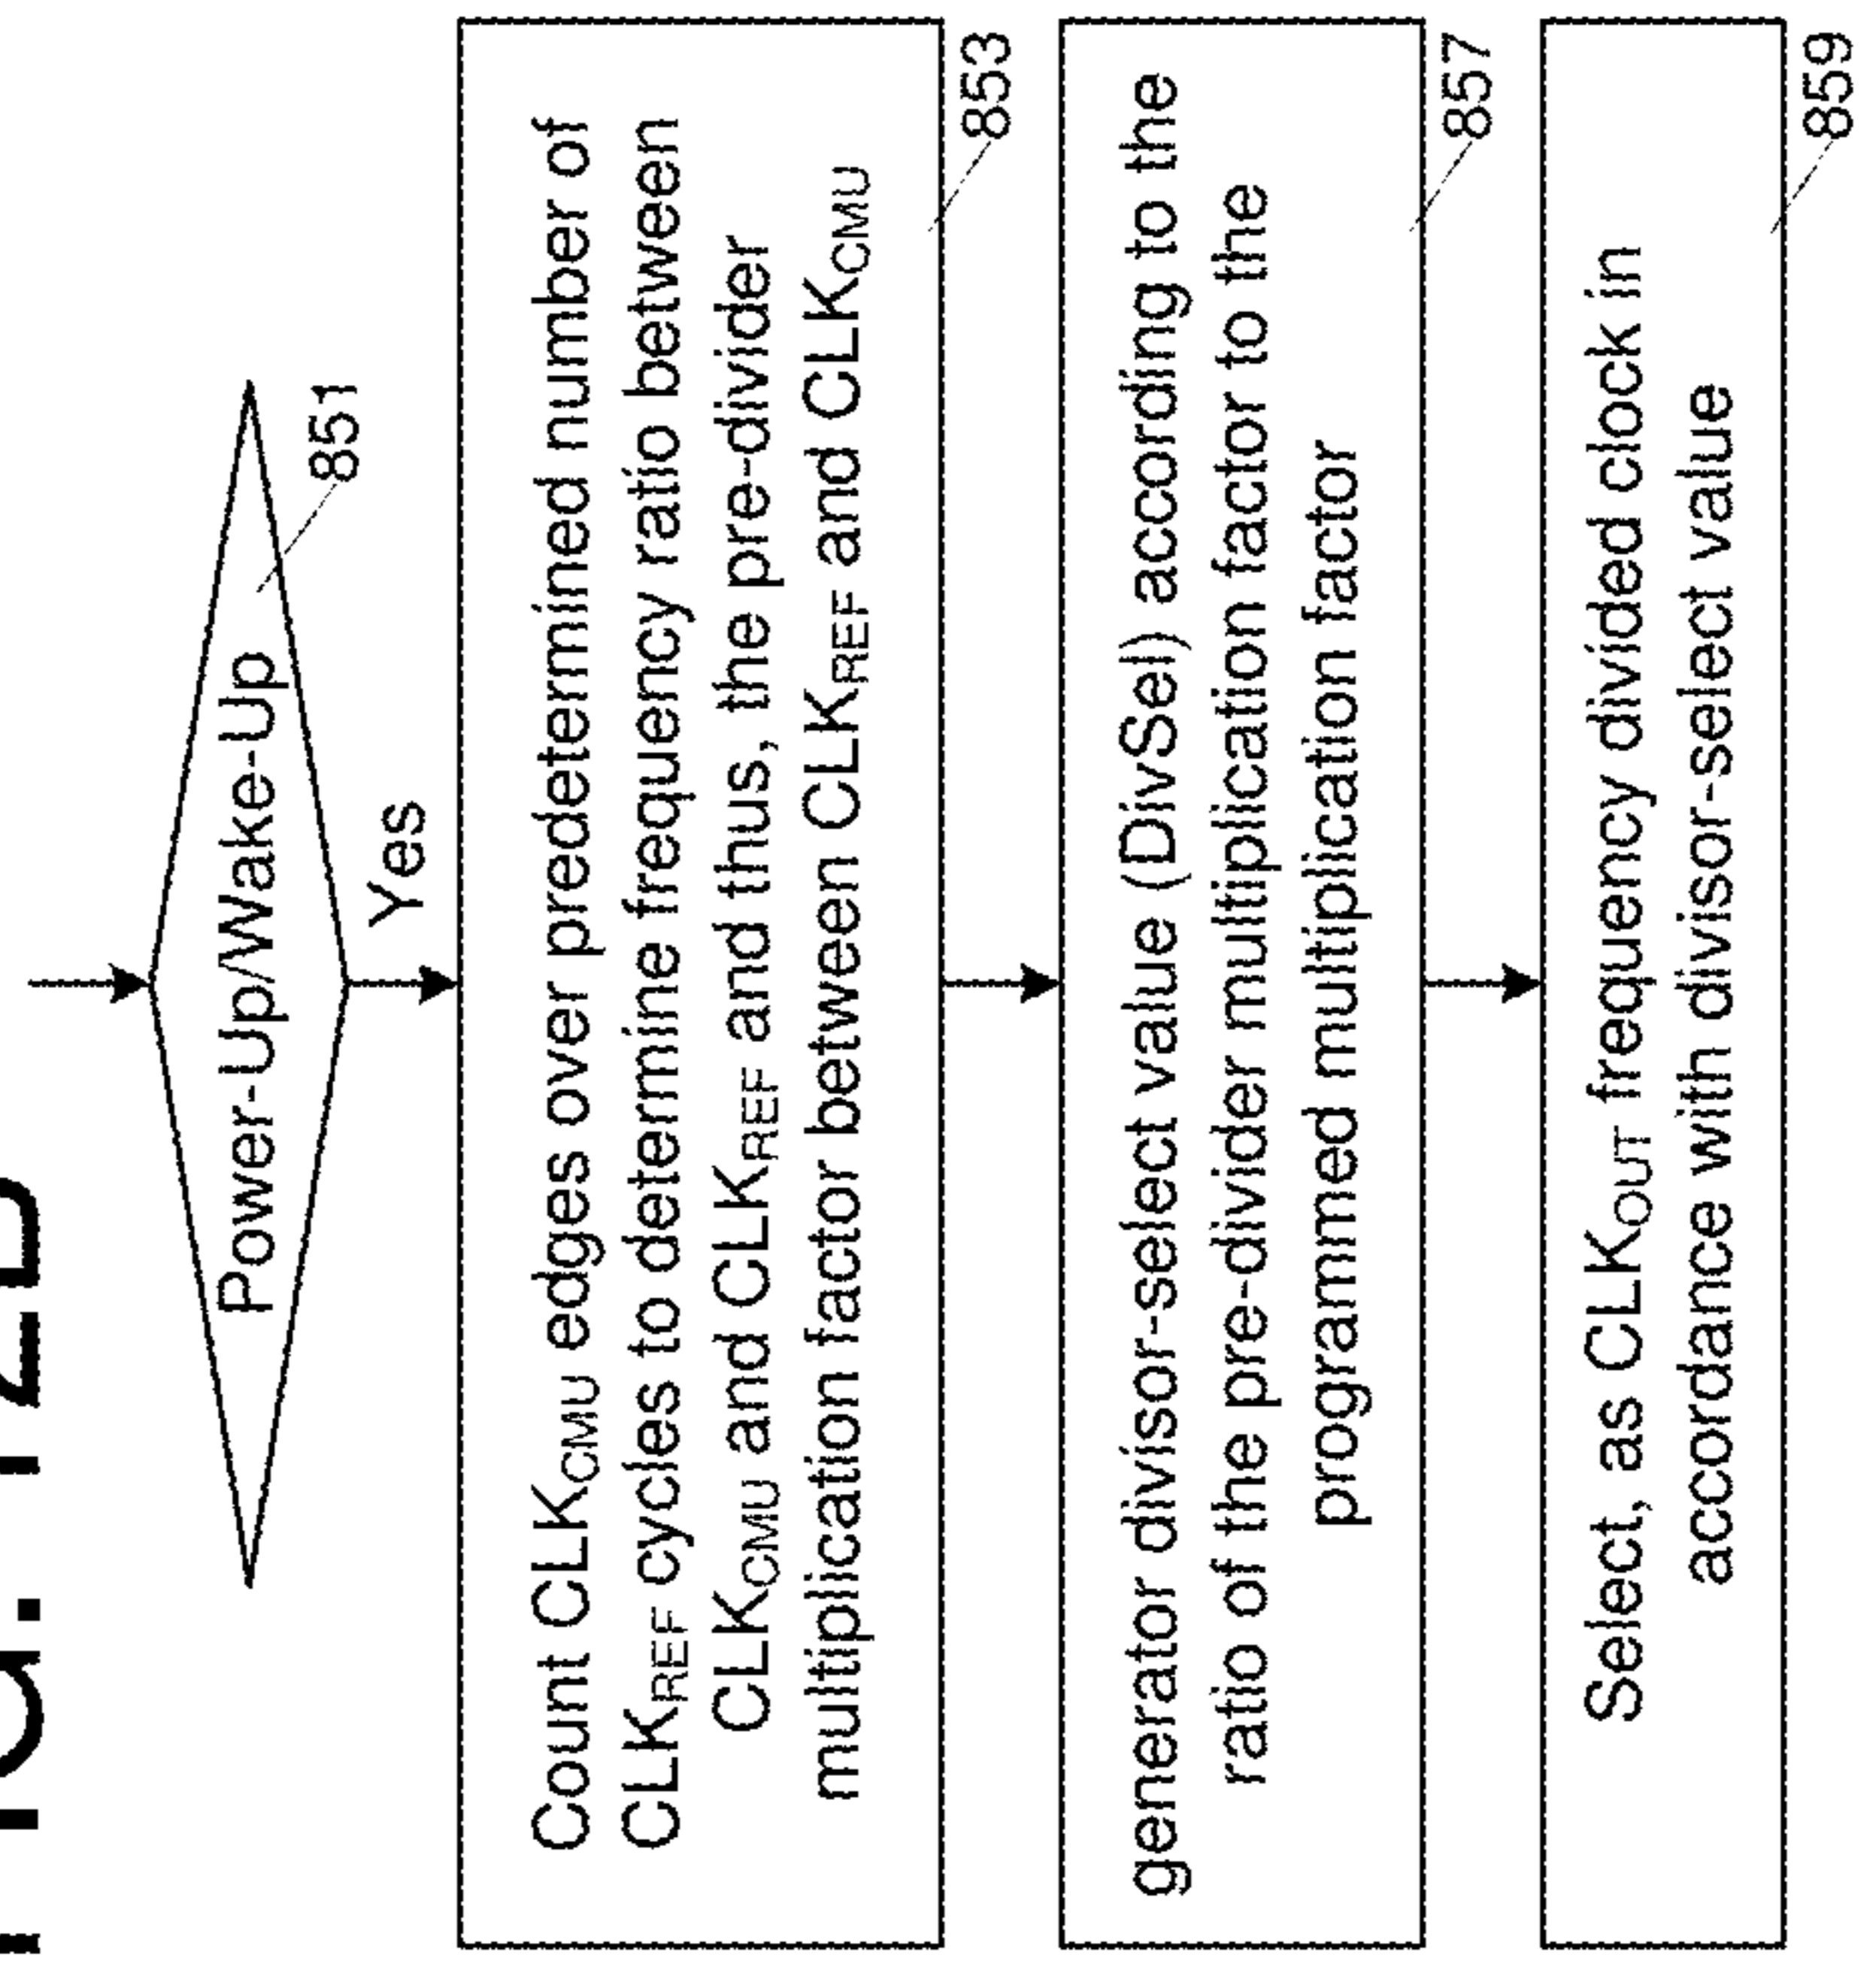 Power-Up/Wake-Up
851
Yes
Count CLKCMU edges over predetermined number of
CLKREF cycles to determine frequency ratio between
CLKCMU and CLKREF and thus, the pre-divider
multiplication factor between CLKREF and CLKCMU
853
generator divisor-select value (DivSel) according to the
ratio of the pre-divider multiplication factor to the
programmed multiplication factor
857
Select, as CLKOUT frequency divided clock in
accordance with divisor-select value
859